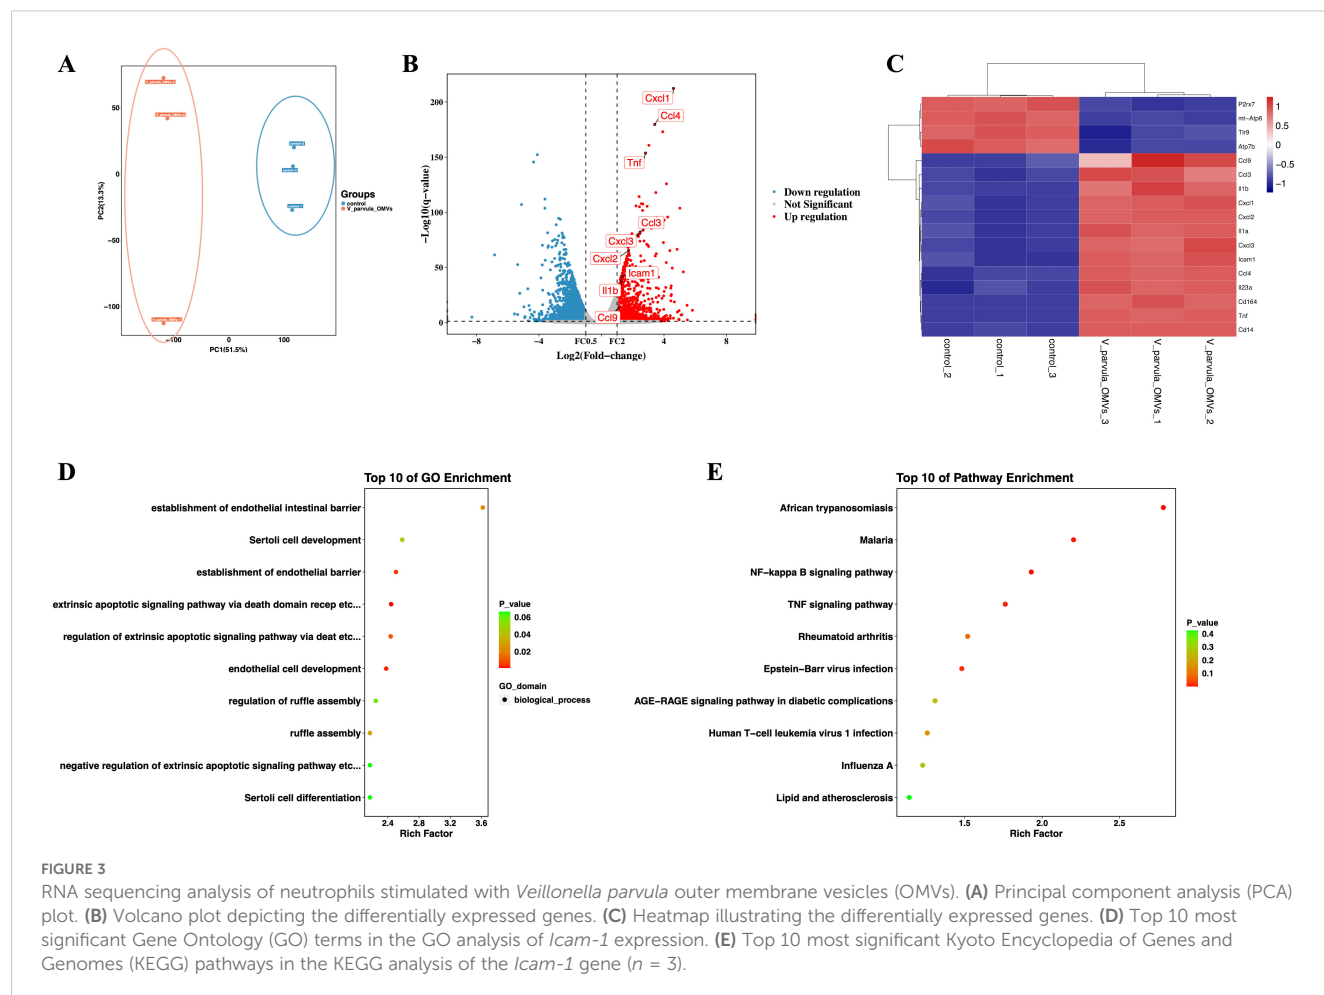 A
V_parvula_OMVs
50
0
−50
−100
−100
0
100
PC2(13.3%)
PC1(51.5%)
Groups
control
V_parvula_OMVs
B
200
150
100
50
0
−Log10(q−value)
Cxcl1
Ccl4
Tnf
Ccl3
Cxcl3
Cxcl2
Icam1
Il1b
Ccl9
−8
−4
FC0.5
FC2
4
8
Log2(Fold−change)
Down regulation
Not Significant
Up regulation
C
P2rx7
mt−Atp6
Tlr9
Atp7b
Ccl9
Ccl3
Il1b
Cxcl1
Cxcl2
Il1a
Cxcl3
Icam1
Ccl4
Il23a
Cd164
Tnf
Cd14
1
0.5
0
−0.5
−1
control_2
control_1
control_3
V_parvula_OMVs_3
V_parvula_OMVs_1
V_parvula_OMVs_2
D
Top 10 of GO Enrichment
establishment of endothelial intestinal barrier
Sertoli cell development
establishment of endothelial barrier
extrinsic apoptotic signaling pathway via death domain recep etc...
regulation of extrinsic apoptotic signaling pathway via deat etc...
endothelial cell development
regulation of ruffle assembly
ruffle assembly
negative regulation of extrinsic apoptotic signaling pathway etc...
Sertoli cell differentiation
2.4 2.8 3.2 3.6
Rich Factor
P_value
0.06
0.04
0.02
GO_domain
biological_process
E
Top 10 of Pathway Enrichment
African trypanosomiasis
Malaria
NF−kappa B signaling pathway
TNF signaling pathway
Rheumatoid arthritis
Epstein−Barr virus infection
AGE−RAGE signaling pathway in diabetic complications
Human T−cell leukemia virus 1 infection
Influenza A
Lipid and atherosclerosis
1.5 2.0 2.5
Rich Factor
P_value
0.4
0.3
0.2
0.1
FIGURE 3
RNA sequencing analysis of neutrophils stimulated with Veillonella parvula outer membrane vesicles (OMVs). (A) Principal component analysis (PCA)
plot. (B) Volcano plot depicting the differentially expressed genes. (C) Heatmap illustrating the differentially expressed genes. (D) Top 10 most
significant Gene Ontology (GO) terms in the GO analysis of Icam-1 expression. (E) Top 10 most significant Kyoto Encyclopedia of Genes and
Genomes (KEGG) pathways in the KEGG analysis of the Icam-1 gene (n = 3).